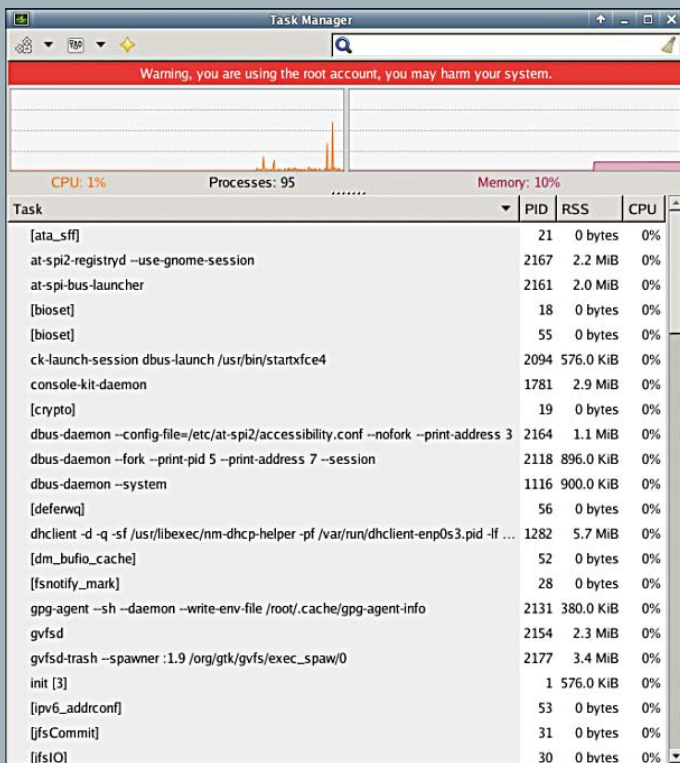 Task Manager
Warning, you are using the root account, you may harm your system.
CPU: 1% Processes: 95 Memory: 10%
Task PID RSS CPU
[ata_sff] 21 0 bytes 0%
at-spi2-registryd --use-gnome-session 2167 2.2 MiB 0%
at-spi-bus-launcher 2161 2.0 MiB 0%
[bioset] 18 0 bytes 0%
[bioset] 55 0 bytes 0%
ck-launch-session dbus-launch /usr/bin/startxfce4 2094 576.0 KiB 0%
console-kit-daemon 1781 2.9 MiB 0%
[crypto] 19 0 bytes 0%
dbus-daemon --config-file=/etc/at-spi2/accessibility.conf --nofork --print-address 3 2164 1.1 MiB 0%
dbus-daemon --fork --print-pid 5 --print-address 7 --session 2118 896.0 KiB 0%
dbus-daemon --system 1116 900.0 KiB 0%
[deferwq] 56 0 bytes 0%
dhclient -d -q -sf /usr/libexec/nm-dhcp-helper -pf /var/run/dhclient-enp0s3.pid -lf ... 1282 5.7 MiB 0%
[dm_bufio_cache] 52 0 bytes 0%
[fsnotify_mark] 28 0 bytes 0%
gpg-agent --sh --daemon --write-env-file /root/.cache/gpg-agent-info 2131 380.0 KiB 0%
gvfsd 2154 2.3 MiB 0%
gvfsd-trash --spawner :1.9 /org/gtk/gvfs/exec_spaw/0 2177 3.4 MiB 0%
init [3] 1 576.0 KiB 0%
[ipv6_addrconf] 53 0 bytes 0%
[jfsCommit] 31 0 bytes 0%
[jfsIO] 30 0 bytes 0%